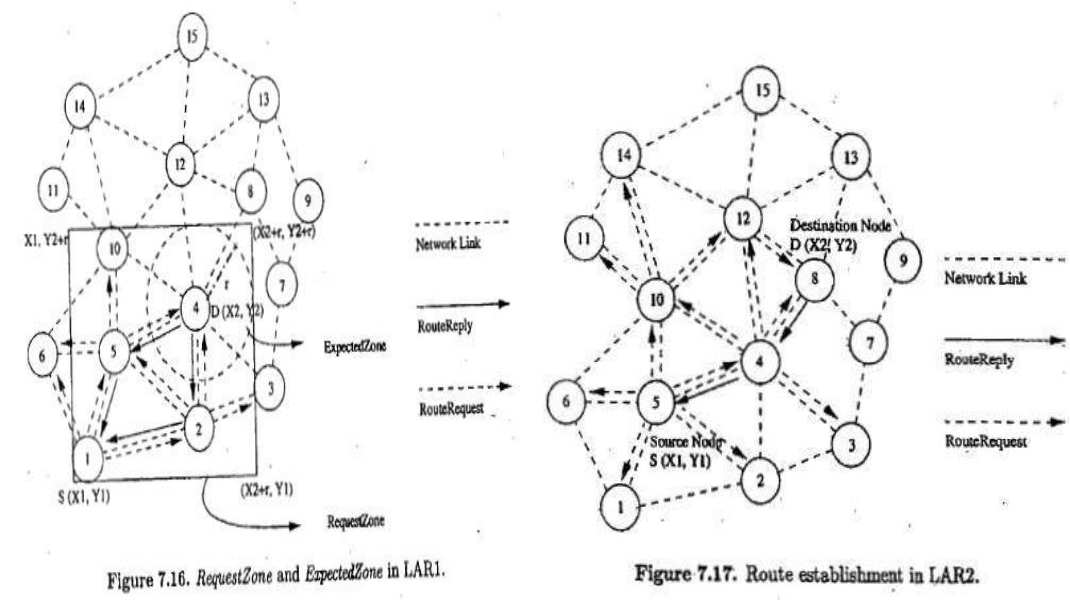 15
14
13
12
11
8
9
X1, Y2+r
10
(X2+r, Y2+r)
r
7
4
D (X2, Y2)
6
5
ExpectedZone
3
2
1
S (X1, Y1)
(X2+r, Y1)
RequestZone
Network Link
RouteReply
RouteRequest
Figure 7.16. RequestZone and ExpectedZone in LAR1.
15
14
13
12
Destination Node
D (X2, Y2)
11
8
9
10
7
4
6
5
3
Source Node
S (X1, Y1)
2
1
Network Link
RouteReply
RouteRequest
Figure 7.17. Route establishment in LAR2.